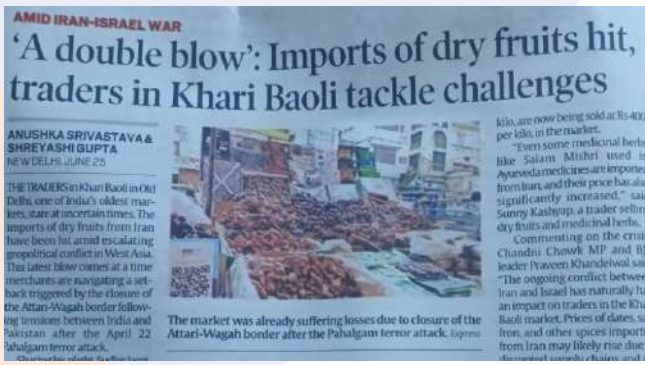 AMID IRAN-ISRAEL WAR
'A double blow': Imports of dry fruits hit,
traders in Khari Baoli tackle challenges
ANUSHKA SRIVASTAVA &
SHREYASHI GUPTA
NEW DELHI, JUNE 25
THE TRADERS in Khari Baoli in Old
Delhi, one of India's oldest mar-
kets, stare at uncertain times. The
imports of dry fruits from Iran
have been hit amid escalating
geopolitical conflict in West Asia.
This latest blow comes at a time
merchants are navigating a set-
back triggered by the closure of
the Attari-Wagah border follow-
ing tensions between India and
Pakistan after the April 22
Pahalgam terror attack.
The market was already suffering losses due to closure of the
Attari-Wagah border after the Pahalgam terror attack. Express
kilo, are now being sold at Rs 400
per kilo, in the market.
"Even some medicinal herbs
like Salam Mishri used in
Ayurveda medicines are imported
from Iran, and their price has also
significantly increased," said
Sunny Kashyap, a trader selling
dry fruits and medicinal herbs.
Commenting on the crisis
Chandni Chowk MP and BJ
leader Praveen Khandelwal said
"The ongoing conflict between
Iran and Israel has naturally ha
an impact on traders in the Kha
Baoli market. Prices of dates, sa
fron, and other spices importe
from Iran may likely rise due
disrupted supply chains and i